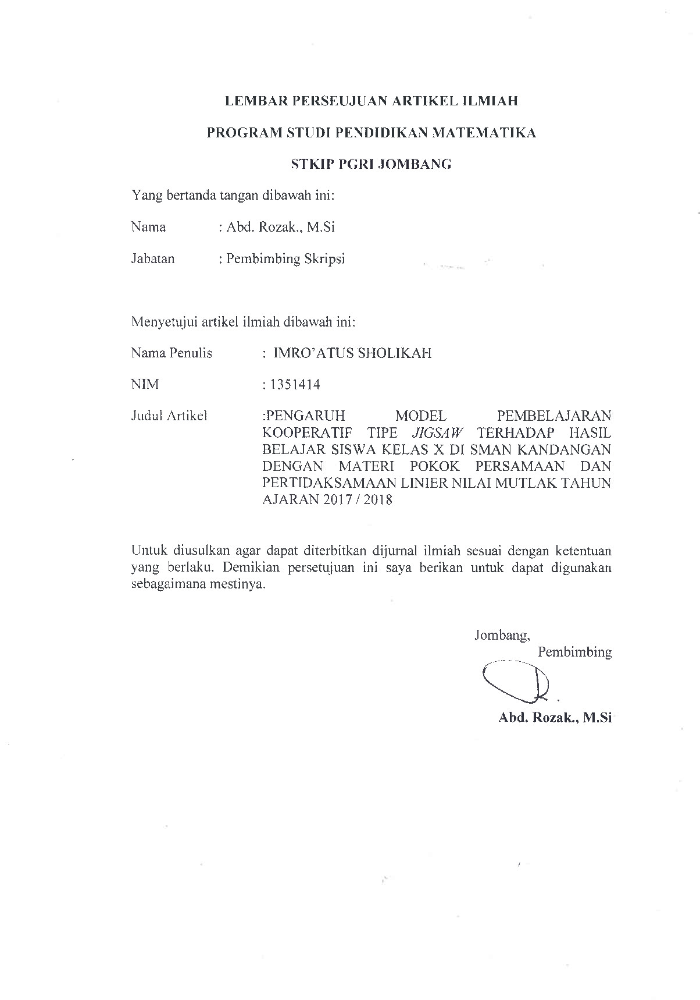 LEMBAR PERSEUJUAN ARTIKEL ILMIAH
PROGRAM STUDI PENDIDIKAN MATEMATIKA
STKIP PGRI JOMBANG
Yang bertanda tangan dibawah ini:
Nama : Abd. Rozak., M.Si
Jabatan : Pembimbing Skripsi
Menyetujui artikel ilmiah dibawah ini:
Nama Penulis : IMRO’ATUS SHOLIKAH
NIM : 1351414
Judul Artikel :PENGARUH MODEL PEMBELAJARAN
KOOPERATIF TIPE JIGSAW TERHADAP HASIL
BELAJAR SISWA KELAS X DI SMAN KANDANGAN
DENGAN MATERI POKOK PERSAMAAN DAN
PERTIDAKSAMAAN LINIER NILAI MUTLAK TAHUN
AJARAN 2017 / 2018
Untuk diusulkan agar dapat diterbitkan dijurnal ilmiah sesuai dengan ketentuan
yang berlaku. Demikian persetujuan ini saya berikan untuk dapat digunakan
sebagaimana mestinya.
Jombang,
Pembimbing
Abd. Rozak., M.Si